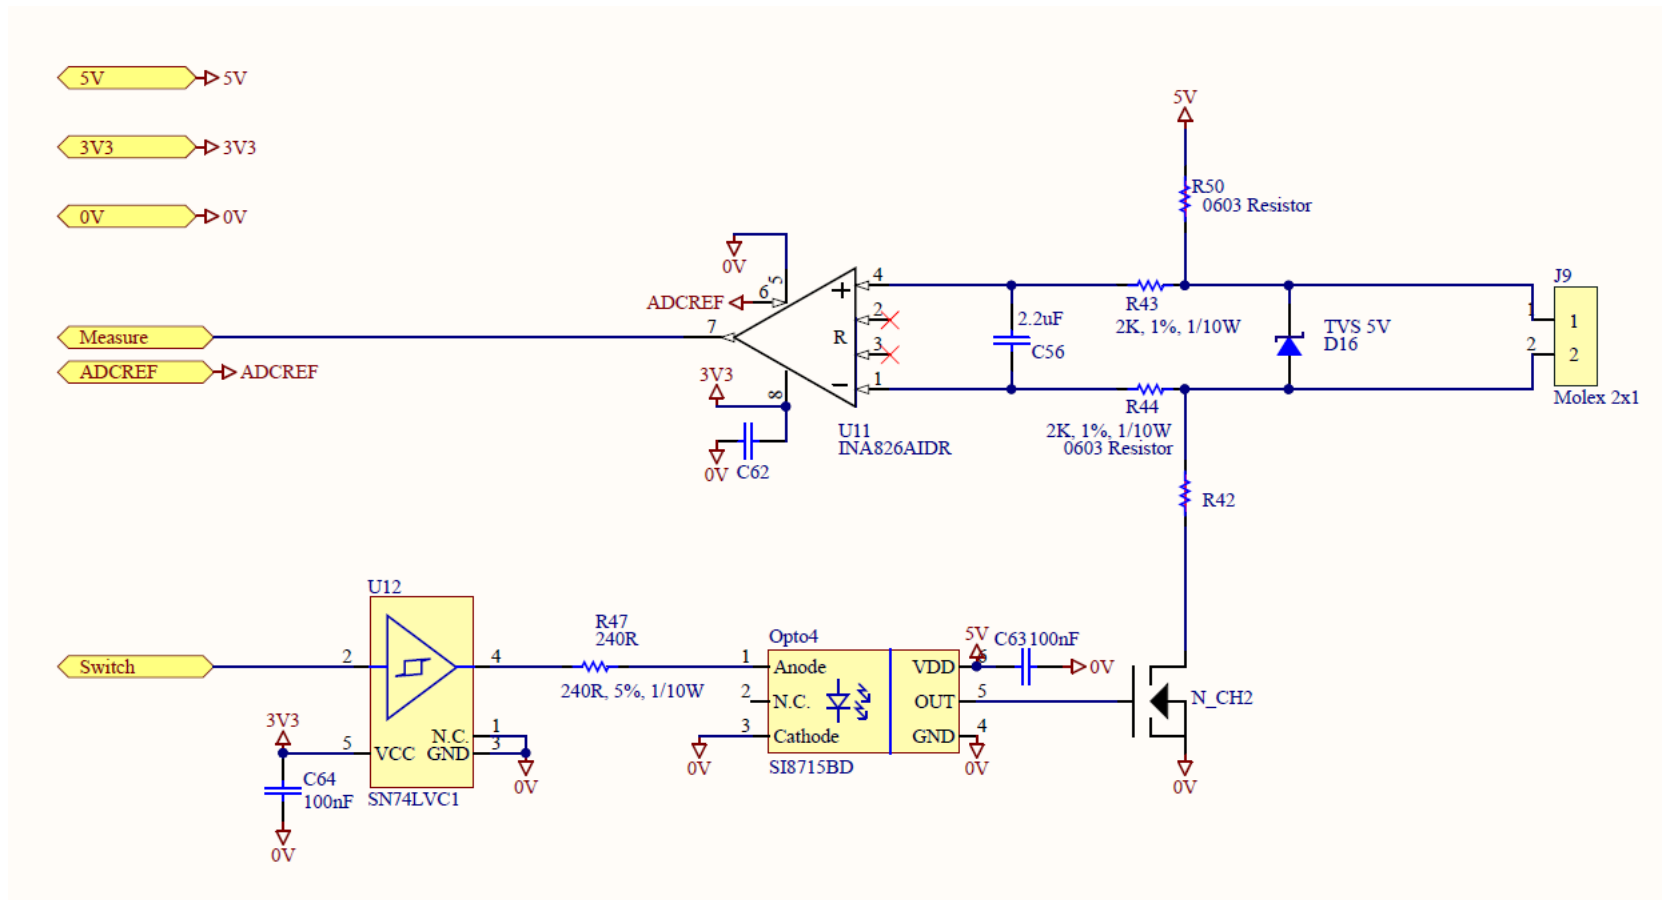 5V 5V
3V3 3V3
0V 0V
Measure
ADCREF ADCREF
Switch
5V
R50
0603 Resistor
J9
1
1
2
2
Molex 2x1
TVS 5V
D16
R43
2K, 1%, 1/10W
2.2uF
C56
R44
2K, 1%, 1/10W
0603 Resistor
R42
0V
5
ADCREF
6
7
4
2
3
1
R
3V3
8
0V
C62
U11
INA826AIDR
U12
2
4
3V3
5
VCC
N.C.
1
GND
3
0V
SN74LVC1
C64
100nF
0V
R47
240R
240R, 5%, 1/10W
Opto4
1
Anode
2
N.C.
3
Cathode
0V
VDD
6
OUT
5
GND
4
0V
SI8715BD
5V
C63
100nF
0V
N_CH2
0V